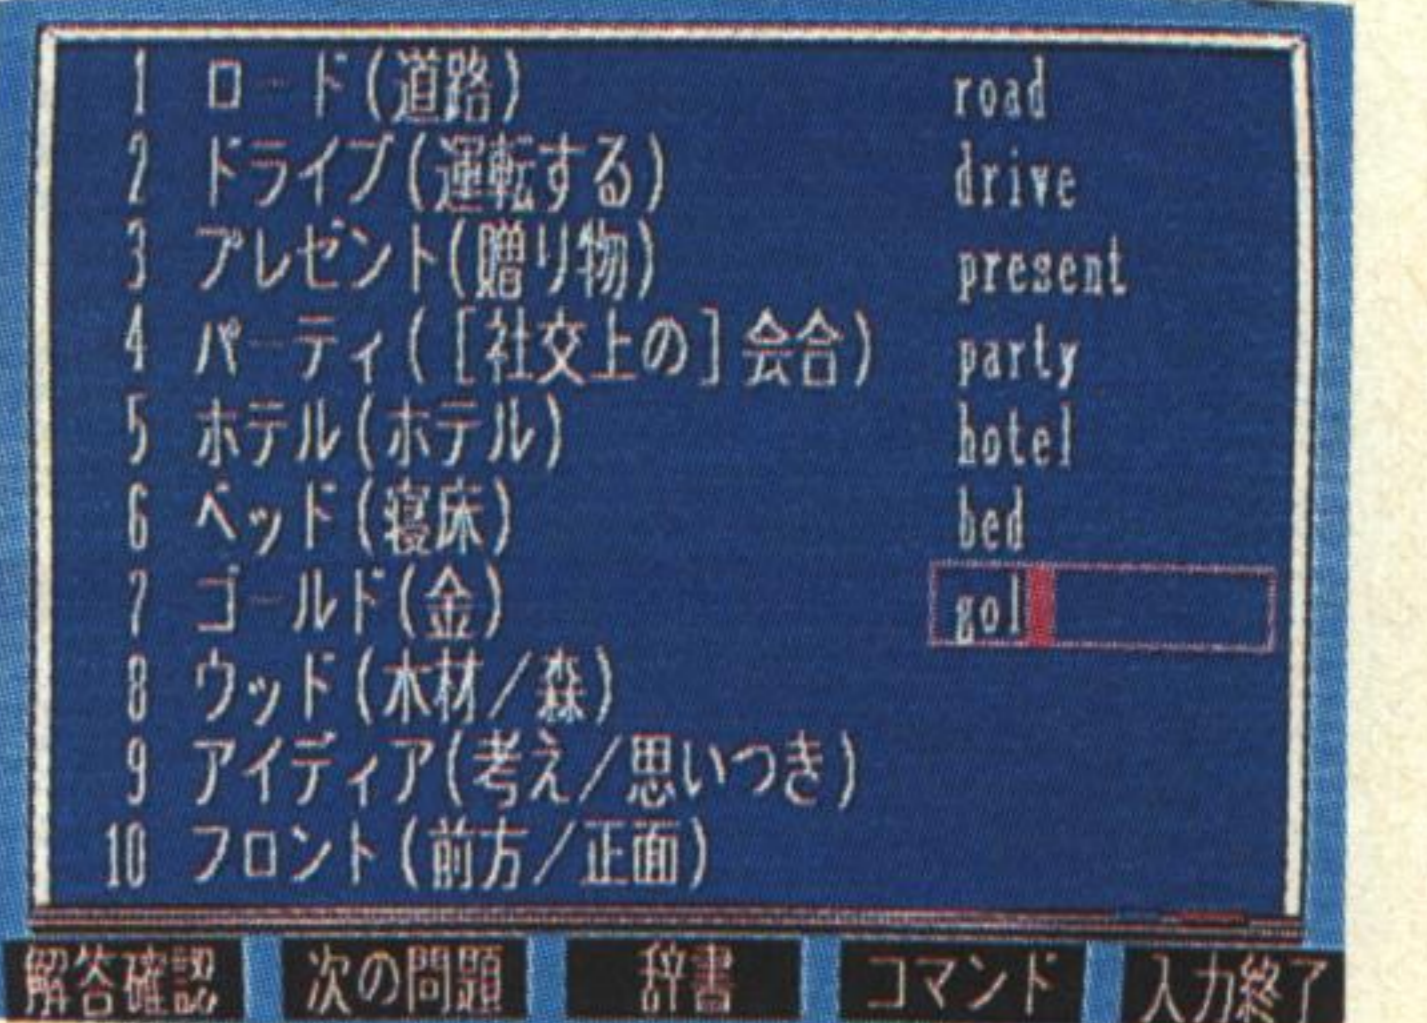 1 ロード(道路) road
2 ドライブ(運転する) drive
3 プレゼント(贈り物) present
4 パーティ([社交上の]会合) party
5 ホテル(ホテル) hotel
6 ベッド(寝床) bed
7 ゴールド(金) gol
8 ウッド(木材/森)
9 アイディア(考え/思いつき)
10 フロント(前方/正面)
解答確認 次の問題 辞書 コマンド 入力終了